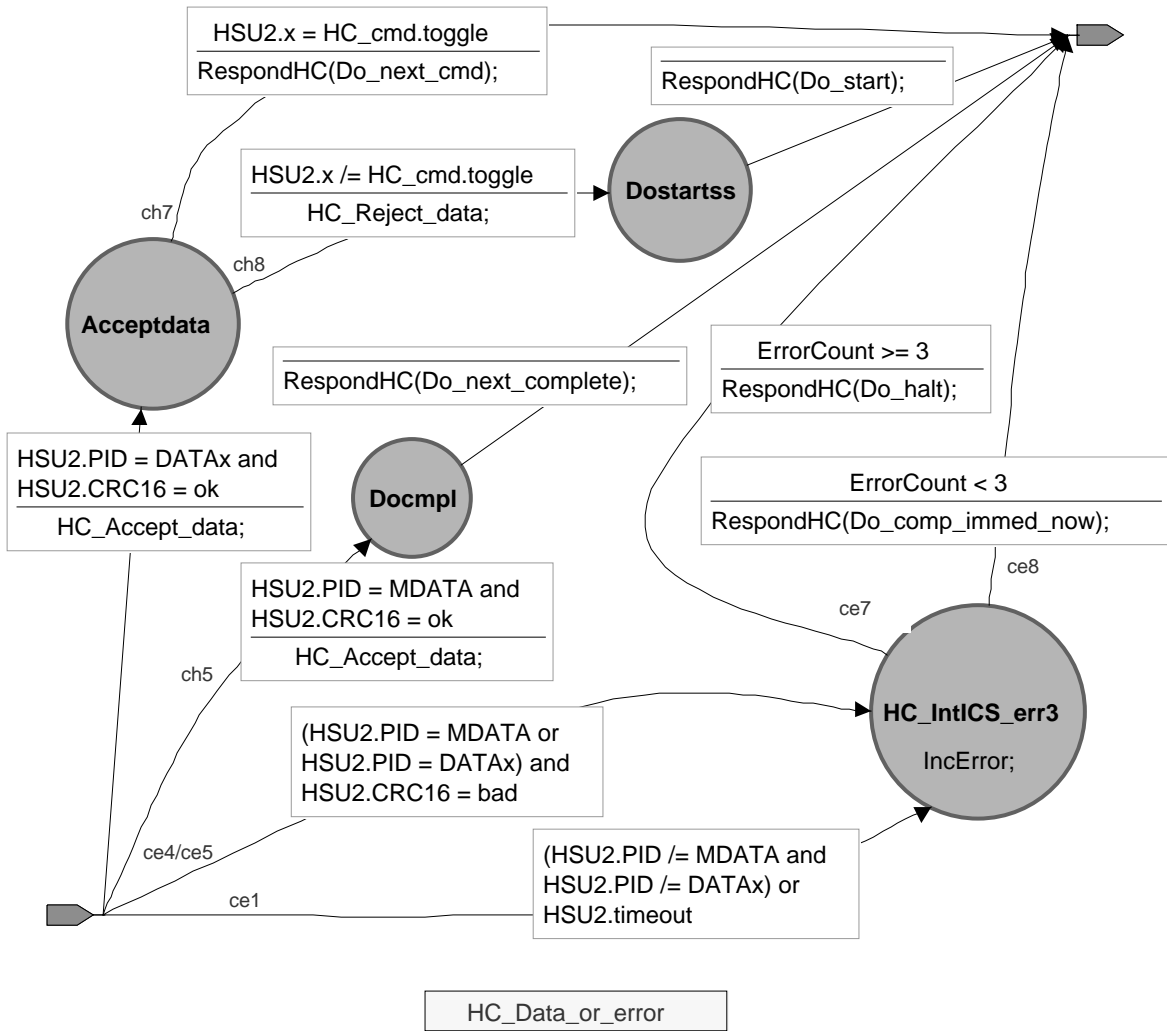 HSU2.x = HC_cmd.toggle
RespondHC(Do_next_cmd);
RespondHC(Do_start);
HSU2.x /= HC_cmd.toggle
HC_Reject_data;
Dostartss
ch7
ch8
Acceptdata
ErrorCount >= 3
RespondHC(Do_halt);
RespondHC(Do_next_complete);
HSU2.PID = DATAx and
HSU2.CRC16 = ok
HC_Accept_data;
Docmpl
ErrorCount < 3
RespondHC(Do_comp_immed_now);
ce8
ce7
HSU2.PID = MDATA and
HSU2.CRC16 = ok
HC_Accept_data;
ch5
HC_IntICS_err3
IncError;
(HSU2.PID = MDATA or
HSU2.PID = DATAx) and
HSU2.CRC16 = bad
ce4/ce5
(HSU2.PID /= MDATA and
HSU2.PID /= DATAx) or
HSU2.timeout
ce1
HC_Data_or_error